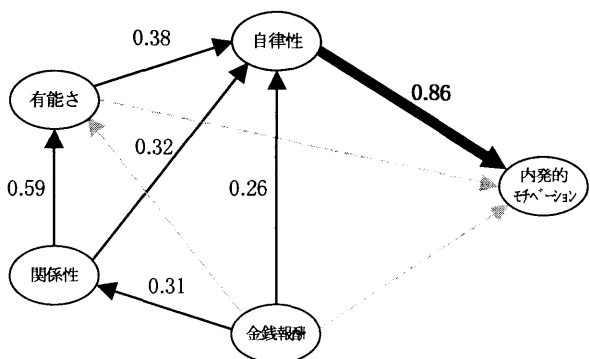 0.38
自律性
有能さ
0.86
0.32
0.59
0.26
内発的
モチベーション
関係性
0.31
金銭報酬